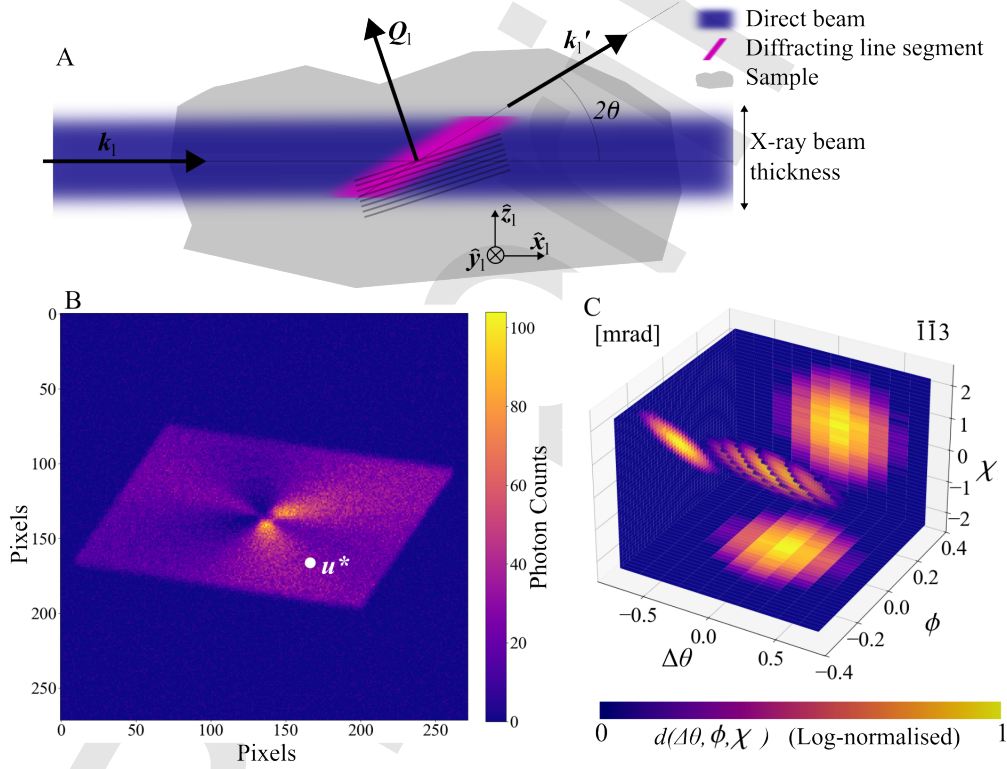 A
Q₁
k₁'
2θ
k₁
ẑ₁
ŷ₁
x̂₁
Direct beam
Diffracting line segment
Sample
X-ray beam
thickness
B
0
50
100
150
200
250
Pixels
0
50
100
150
200
250
Pixels
u*
100
80
60
40
20
0
Photon Counts
C
[mrad]
1̄1̄3
2
1
0
−1
−2
χ
0.4
0.2
0.0
−0.2
−0.4
ϕ
−0.5
0.0
0.5
Δθ
0
d(Δθ,ϕ,χ) (Log-normalised)
1